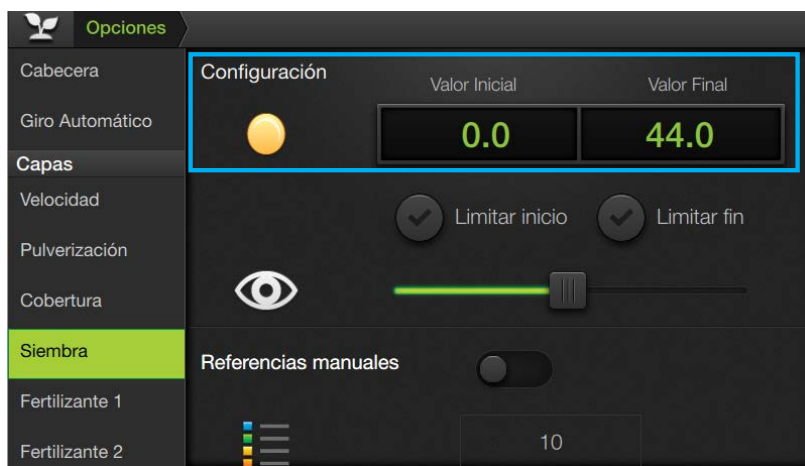 Opciones
Cabecera
Giro Automático
Capas
Velocidad
Pulverización
Cobertura
Siembra
Fertilizante 1
Fertilizante 2
Configuración
Valor Inicial
Valor Final
0.0
44.0
Limitar inicio
Limitar fin
Referencias manuales
10